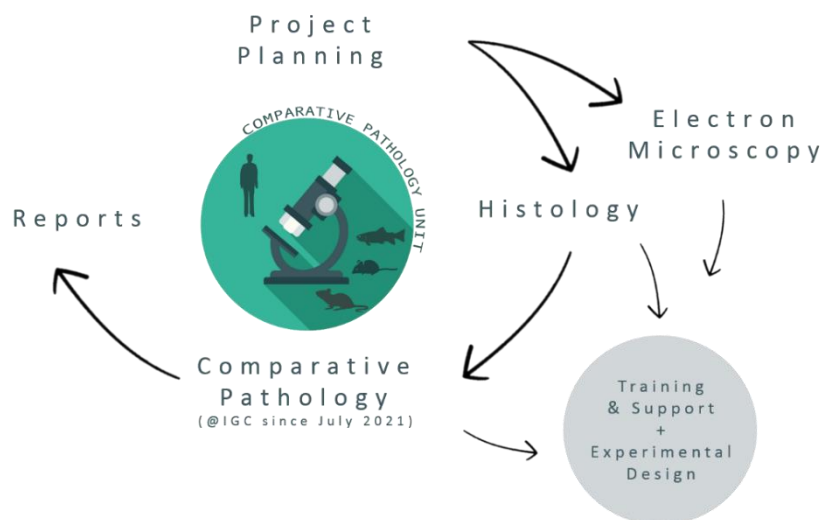 Project
Planning
COMPARATIVE PATHOLOGY UNIT
Electron
Microscopy
Histology
Reports
Comparative
Pathology
(@IGC since July 2021)
Training
& Support
+
Experimental
Design